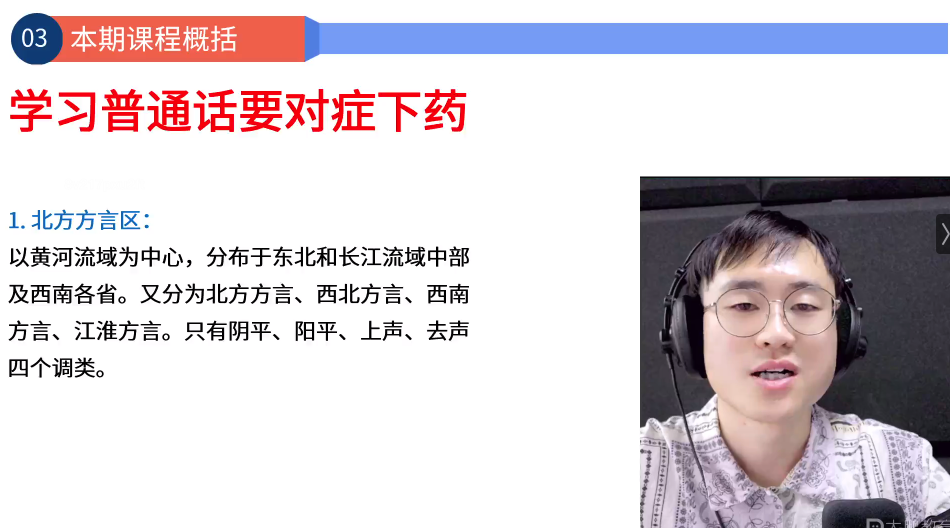 03 本期课程概括
学习普通话要对症下药
1. 北方方言区：
以黄河流域为中心，分布于东北和长江流域中部
及西南各省。又分为北方方言、西北方言、西南
方言、江淮方言。只有阴平、阳平、上声、去声
四个调类。